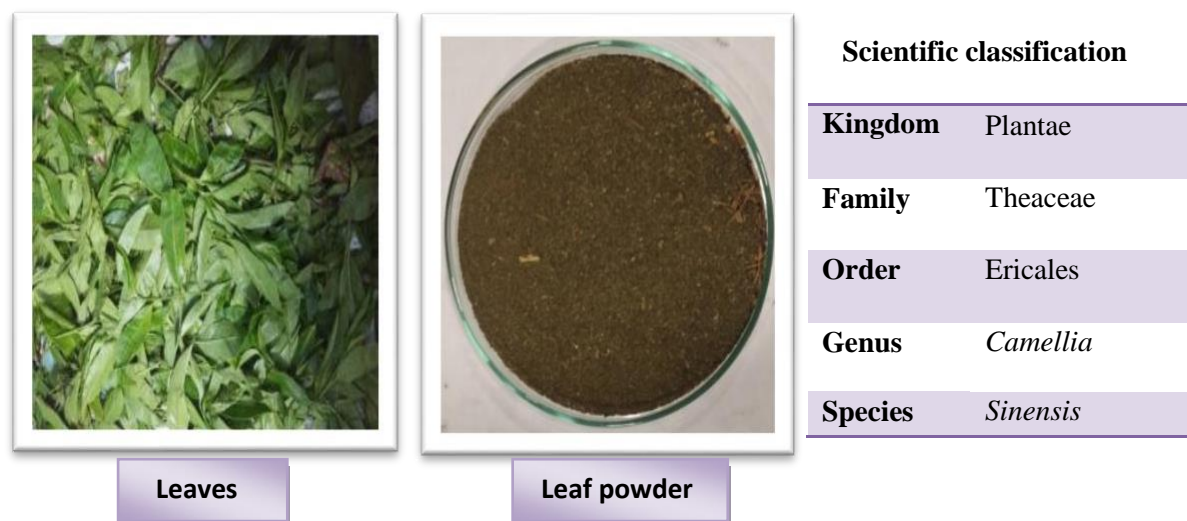 Scientific classification
Kingdom Plantae
Family Theaceae
Order Ericales
Genus Camellia
Species Sinensis
Leaves
Leaf powder